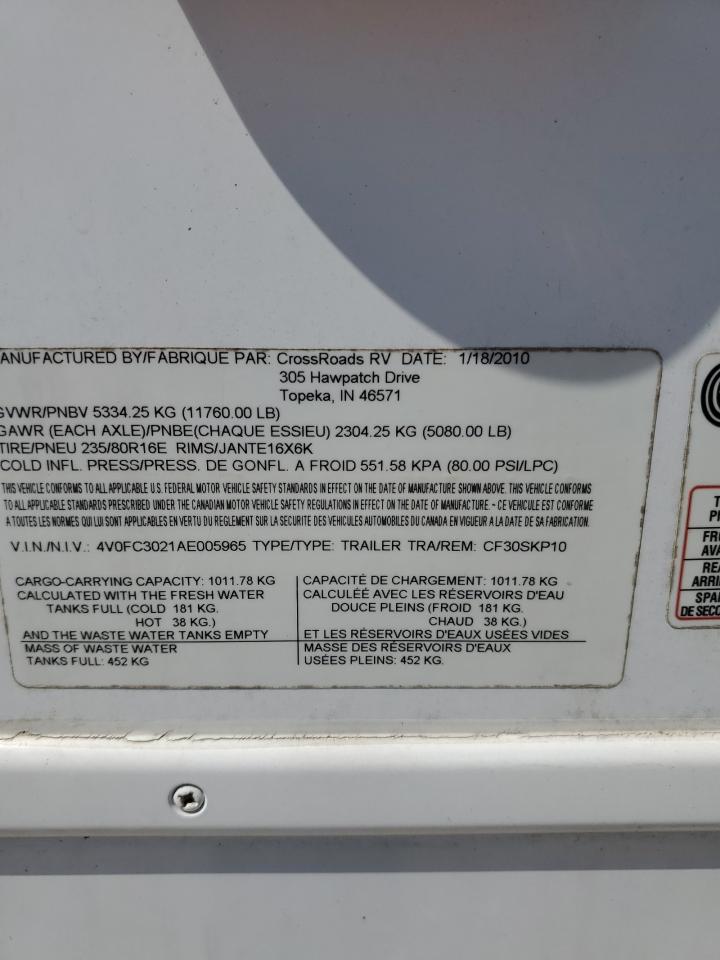 ANUFACTURED BY/FABRIQUE PAR: CrossRoads RV DATE: 1/18/2010
305 Hawpatch Drive
Topeka, IN 46571
GVWR/PNBV 5334.25 KG (11760.00 LB)
GAWR (EACH AXLE)/PNBE(CHAQUE ESSIEU) 2304.25 KG (5080.00 LB)
TIRE/PNEU 235/80R16E RIMS/JANTE16X6K
COLD INFL. PRESS/PRESS. DE GONFL. A FROID 551.58 KPA (80.00 PSI/LPC)
THIS VEHICLE CONFORMS TO ALL APPLICABLE U.S. FEDERAL MOTOR VEHICLE SAFETY STANDARDS IN EFFECT ON THE DATE OF MANUFACTURE SHOWN ABOVE. THIS VEHICLE CONFORMS
TO ALL APPLICABLE STANDARDS PRESCRIBED UNDER THE CANADIAN MOTOR VEHICLE SAFETY REGULATIONS IN EFFECT ON THE DATE OF MANUFACTURE - CE VEHICULE EST CONFORME
A TOUTES LES NORMES QUI LUI SONT APPLICABLES EN VERTU DU REGLEMENT SUR LA SECURITE DES VEHICULES AUTOMOBILES DU CANADA EN VIGUEUR A LA DATE DE SA FABRICATION.
V.I.N./N.I.V.: 4V0FC3021AE005965 TYPE/TYPE: TRAILER TRA/REM: CF30SKP10
CARGO-CARRYING CAPACITY: 1011.78 KG
CALCULATED WITH THE FRESH WATER
TANKS FULL (COLD 181 KG.
HOT 38 KG.)
AND THE WASTE WATER TANKS EMPTY
MASS OF WASTE WATER
TANKS FULL: 452 KG
CAPACITÉ DE CHARGEMENT: 1011.78 KG
CALCULÉE AVEC LES RÉSERVOIRS D'EAU
DOUCE PLEINS (FROID 181 KG.
CHAUD 38 KG.)
ET LES RÉSERVOIRS D'EAUX USÉES VIDES
MASSE DES RÉSERVOIRS D'EAUX
USÉES PLEINS: 452 KG.
T
P
FRO
AVA
REA
ARRI
SPA
DE SECO